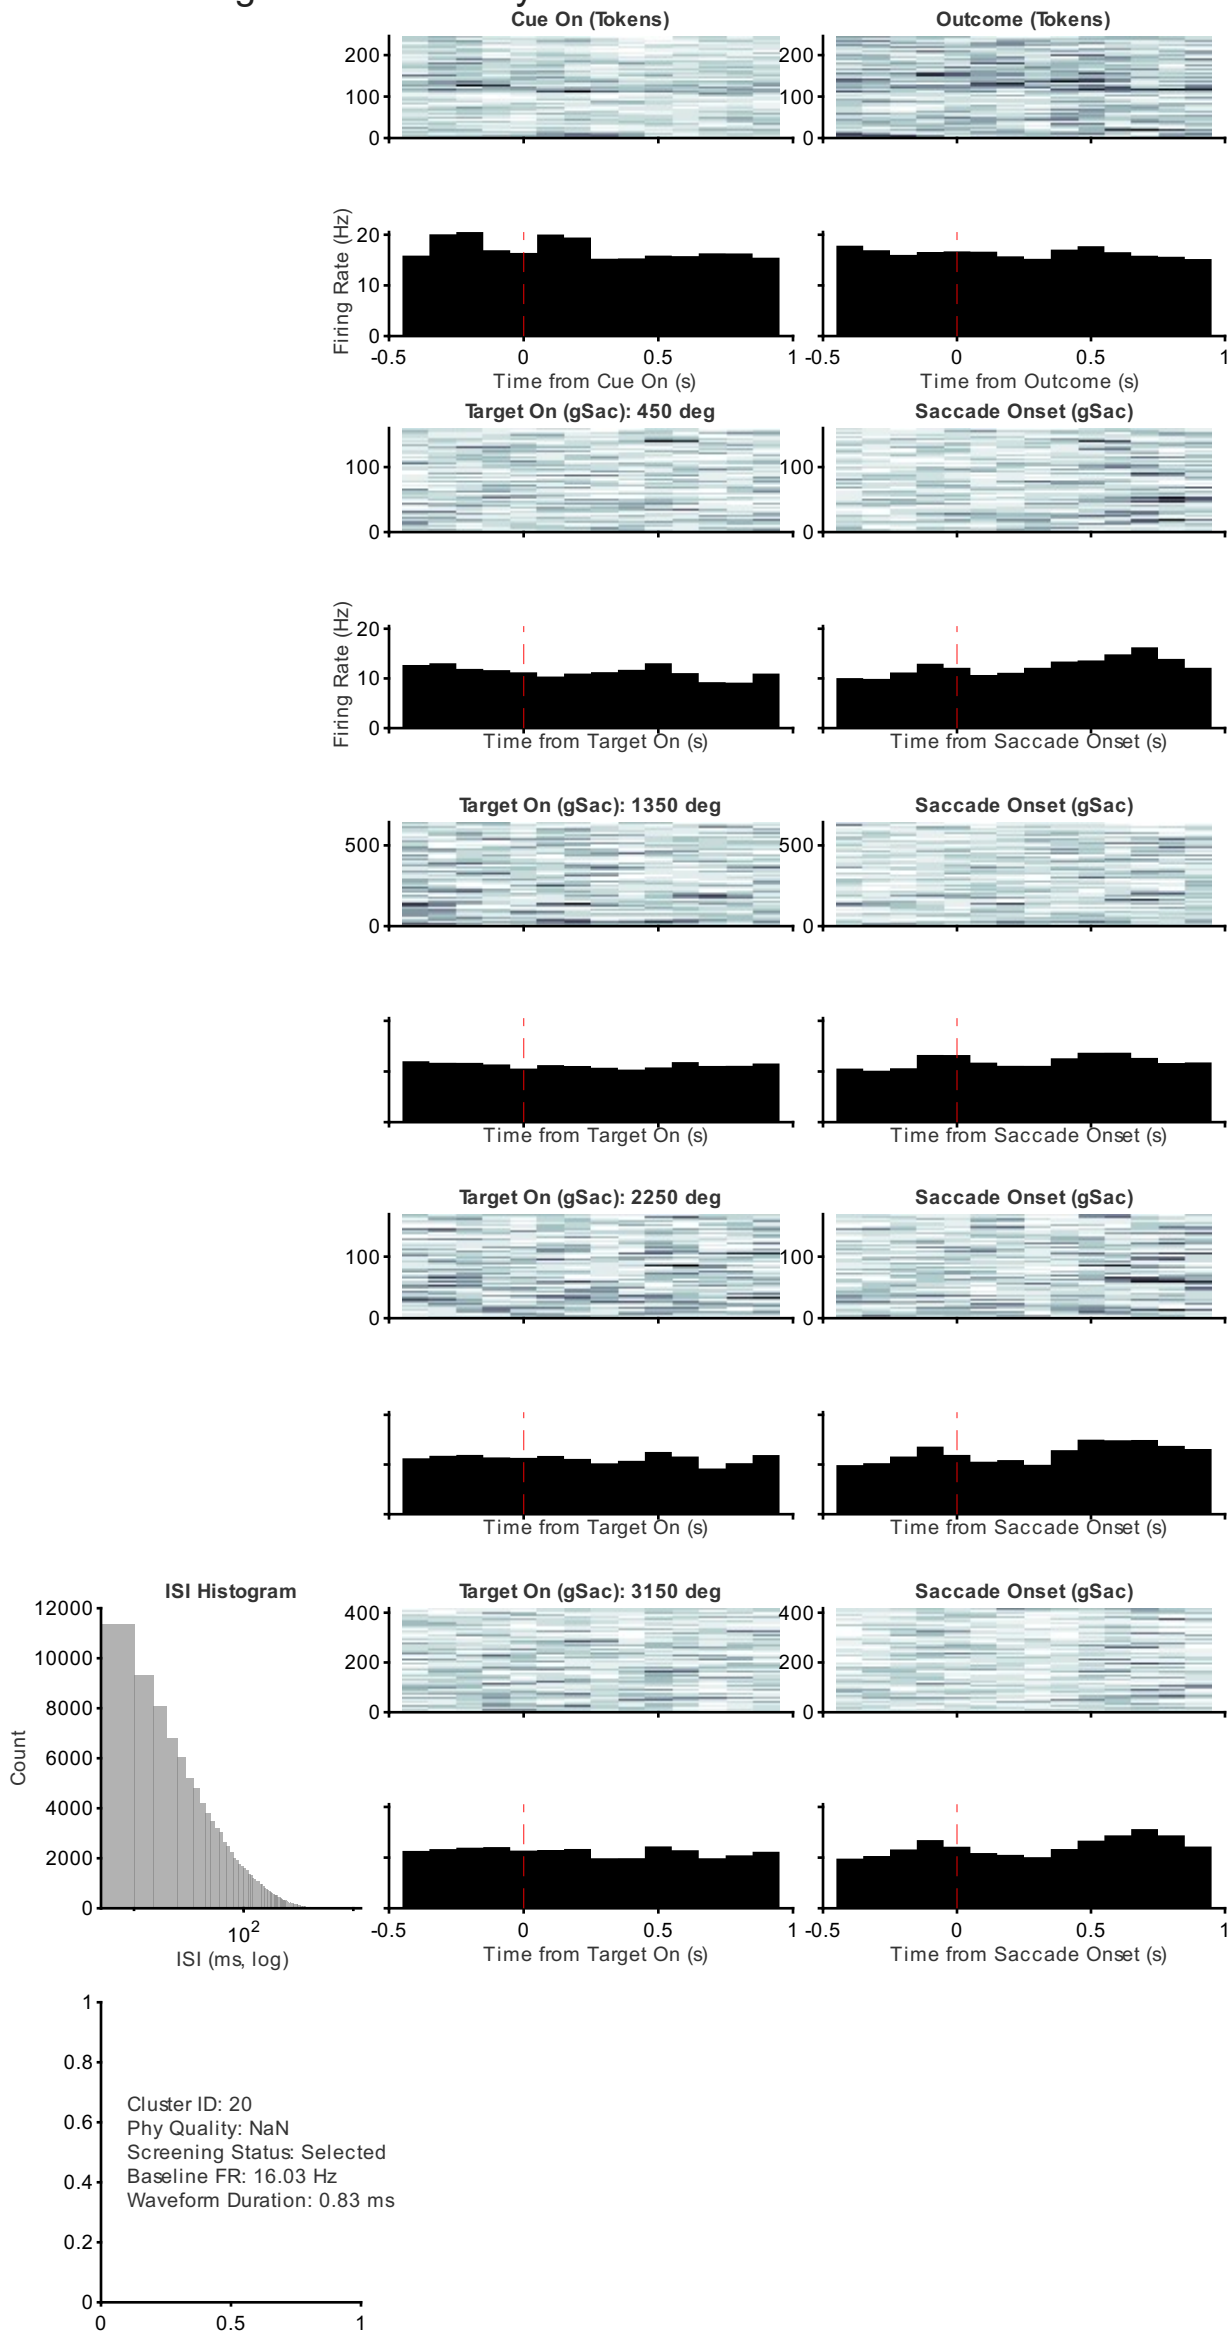 Cue On (Tokens)
Outcome (Tokens)
200
100
0
200
100
0
Firing Rate (Hz)
20
10
0
-0.5 0 0.5 1
-0.5 0 0.5 1
Time from Cue On (s)
Time from Outcome (s)
Target On (gSac): 450 deg
Saccade Onset (gSac)
100
0
100
0
Firing Rate (Hz)
20
10
0
Time from Target On (s)
Time from Saccade Onset (s)
Target On (gSac): 1350 deg
Saccade Onset (gSac)
500
0
500
0
Time from Target On (s)
Time from Saccade Onset (s)
Target On (gSac): 2250 deg
Saccade Onset (gSac)
100
0
100
0
Time from Target On (s)
Time from Saccade Onset (s)
ISI Histogram
Target On (gSac): 3150 deg
Saccade Onset (gSac)
12000
10000
8000
6000
4000
2000
0
Count
10^2
ISI (ms, log)
400
200
0
400
200
0
-0.5 0 0.5 1
-0.5 0 0.5 1
Time from Target On (s)
Time from Saccade Onset (s)
1
0.8
0.6
0.4
0.2
0
Cluster ID: 20
Phy Quality: NaN
Screening Status: Selected
Baseline FR: 16.03 Hz
Waveform Duration: 0.83 ms
0 0.5 1